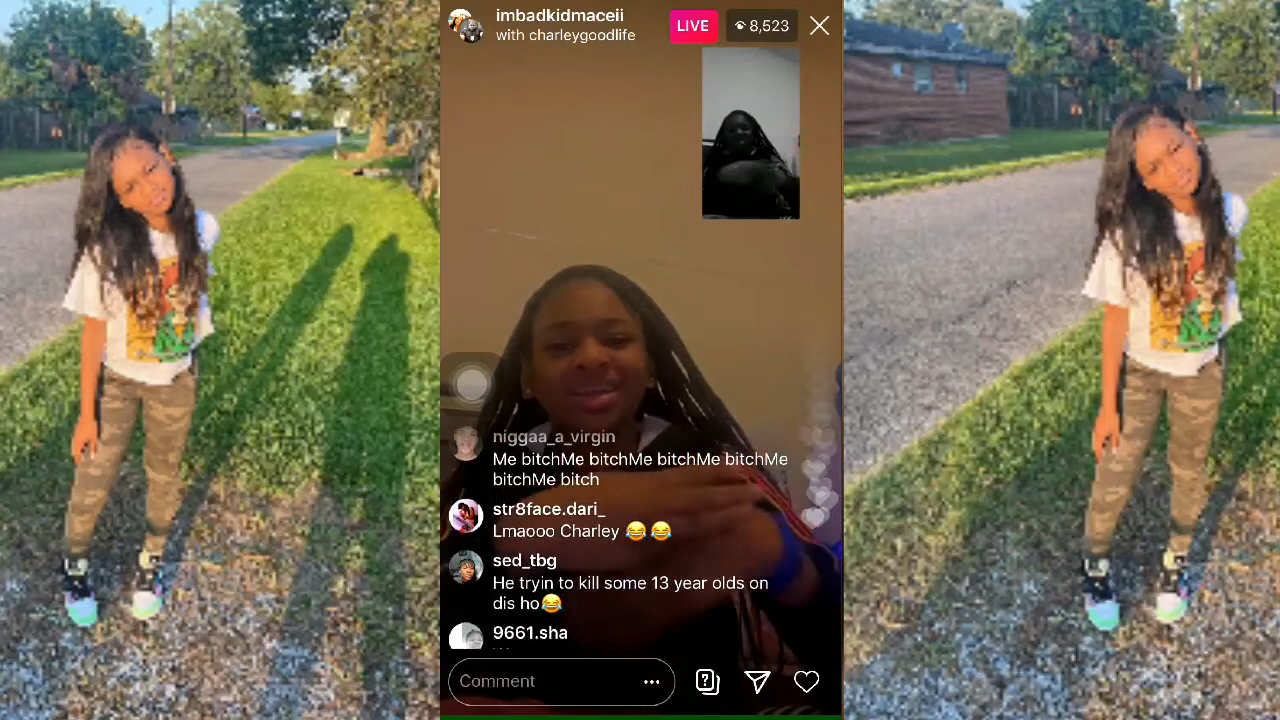 imbadkidmaceii
with charleygoodlife
LIVE
8,523
niggaa_a_virgin
Me bitchMe bitchMe bitchMe bitchMe
bitchMe bitch
str8face.dari_
Lmaooo Charley 😂 😂
sed_tbg
He tryin to kill some 13 year olds on
dis ho😂
9661.sha
Comment